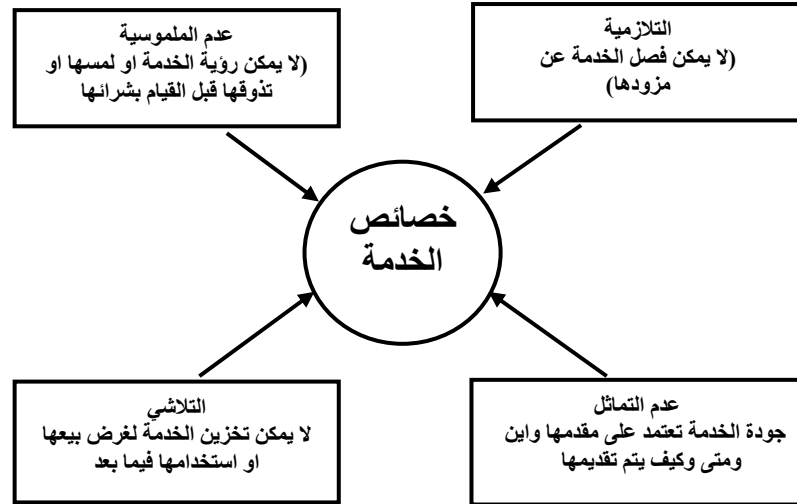 التلازمية
(لا يمكن فصل الخدمة عن
مزودها)
عدم الملموسية
(لا يمكن رؤية الخدمة او لمسها او
تذوقها قبل القيام بشرائها
خصائص
الخدمة
عدم التماثل
جودة الخدمة تعتمد على مقدمها واين
ومتى وكيف يتم تقديمها
التلاشي
لا يمكن تخزين الخدمة لغرض بيعها
او استخدامها فيما بعد